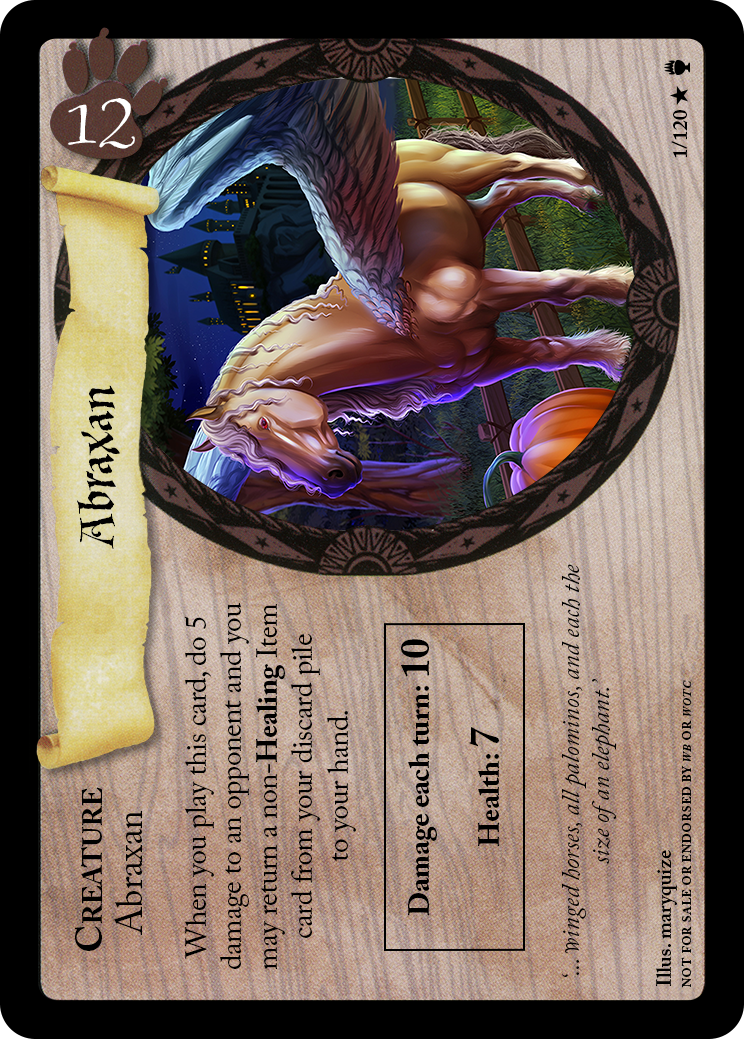 12
Abraxan
CREATURE
Abraxan
When you play this card, do 5
damage to an opponent and you
may return a non-Healing Item
card from your discard pile
to your hand.
Damage each turn: 10
Health: 7
‘... winged horses, all palominos, and each the
size of an elephant.’
Illus. maryquize
NOT FOR SALE OR ENDORSED BY WB OR WOTC
1/120 ★